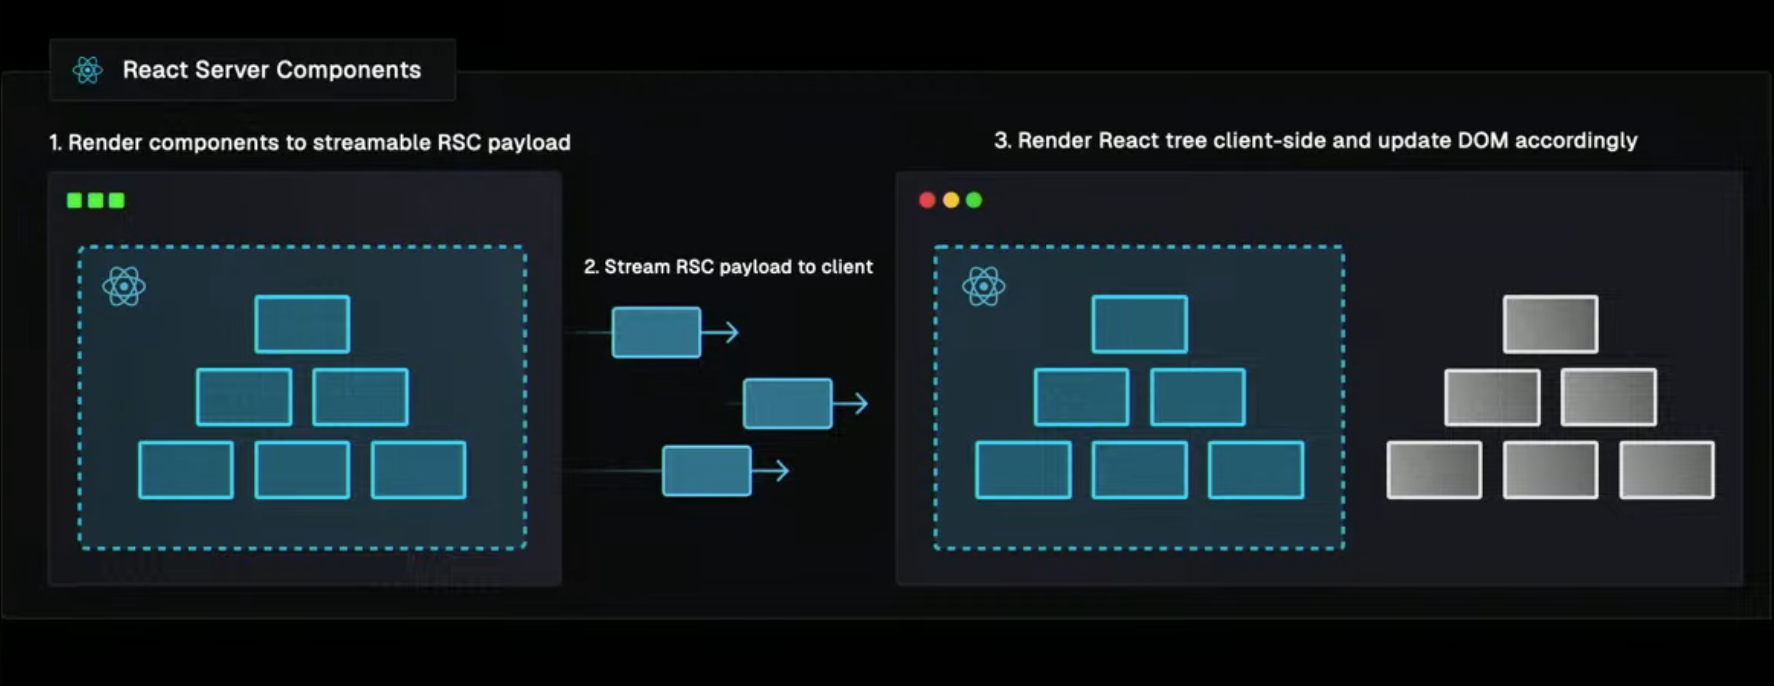 React Server Components
1. Render components to streamable RSC payload
2. Stream RSC payload to client
3. Render React tree client-side and update DOM accordingly